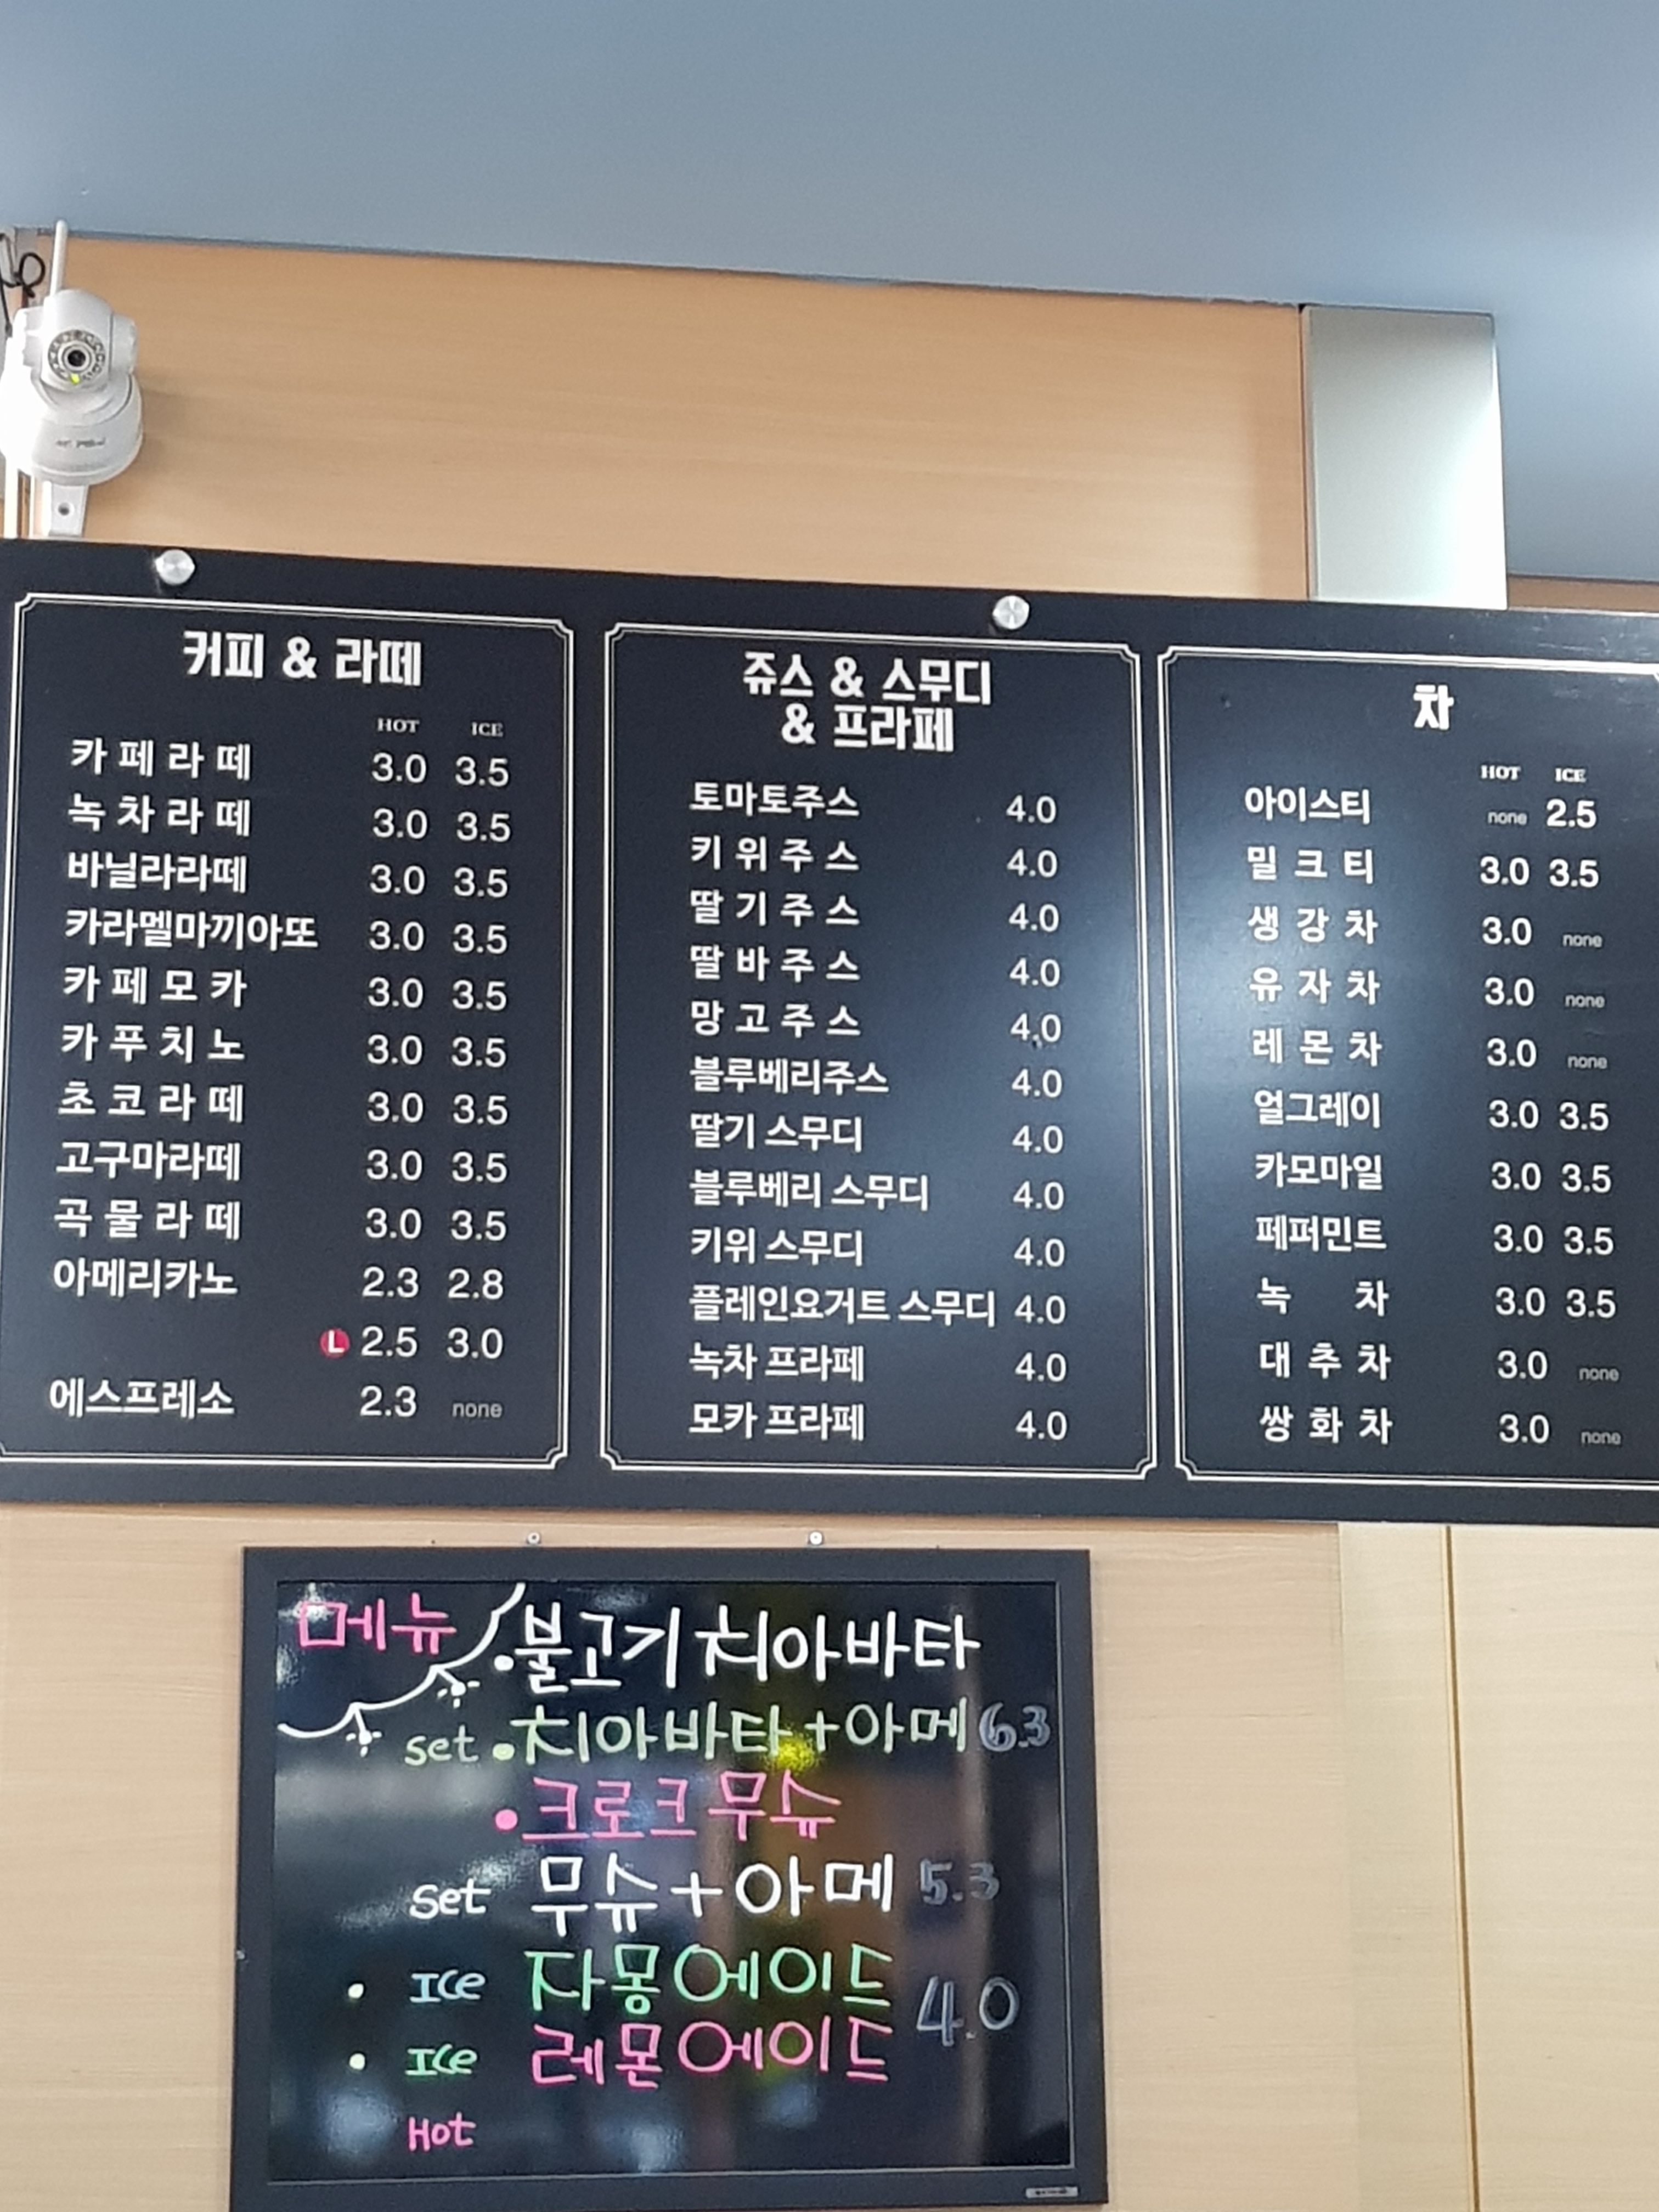 커피 & 라떼
HOT ICE
카페라떼 3.0 3.5
녹차라떼 3.0 3.5
바닐라라떼 3.0 3.5
카라멜마끼아또 3.0 3.5
카페모카 3.0 3.5
카푸치노 3.0 3.5
초코라떼 3.0 3.5
고구마라떼 3.0 3.5
곡물라떼 3.0 3.5
아메리카노 2.3 2.8
L 2.5 3.0
에스프레소 2.3 none
쥬스 & 스무디
& 프라페
토마토주스 4.0
키위주스 4.0
딸기주스 4.0
딸바주스 4.0
망고주스 4.0
블루베리주스 4.0
딸기 스무디 4.0
블루베리 스무디 4.0
키위 스무디 4.0
플레인요거트 스무디 4.0
녹차 프라페 4.0
모카 프라페 4.0
차
HOT ICE
아이스티 none 2.5
밀크티 3.0 3.5
생강차 3.0 none
유자차 3.0 none
레몬차 3.0 none
얼그레이 3.0 3.5
카모마일 3.0 3.5
페퍼민트 3.0 3.5
녹차 3.0 3.5
대추차 3.0 none
쌍화차 3.0 none
메뉴 •불고기 치아바타
set •치아바타+아메 6.3
•크로크무슈
set 무슈+아메 5.3
• Ice 자몽에이드 4.0
• Ice 레몬에이드
Hot